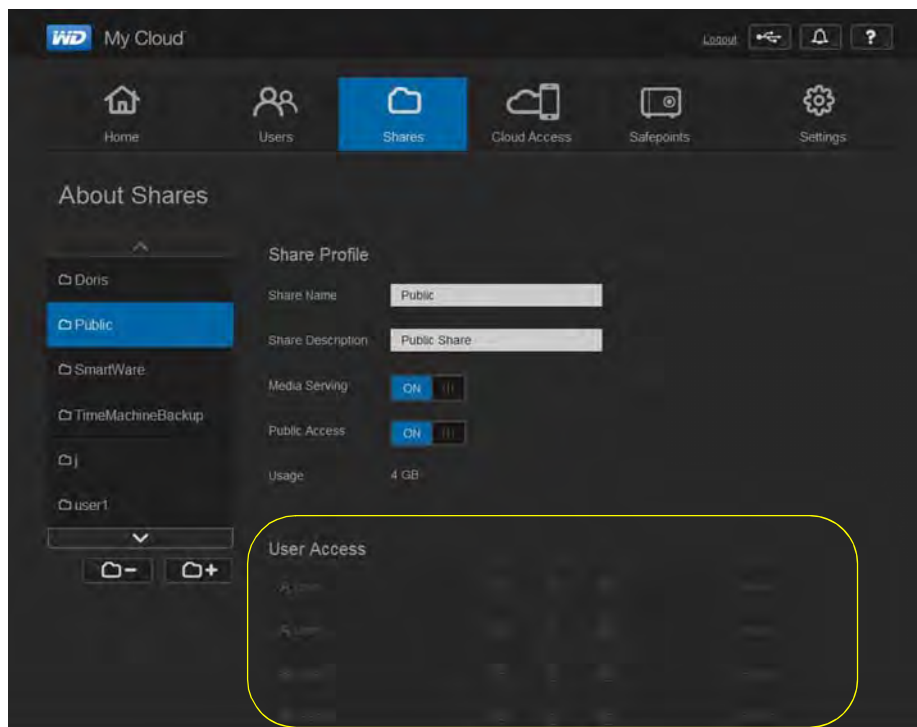 WD My Cloud
Logout ?
Home Users Shares Cloud Access Safepoints Settings
About Shares
Doris
Public
SmartWare
TimeMachineBackup
j
user1
Share Profile
Share Name Public
Share Description Public Share
Media Serving ON
Public Access ON
Usage 4 GB
User Access